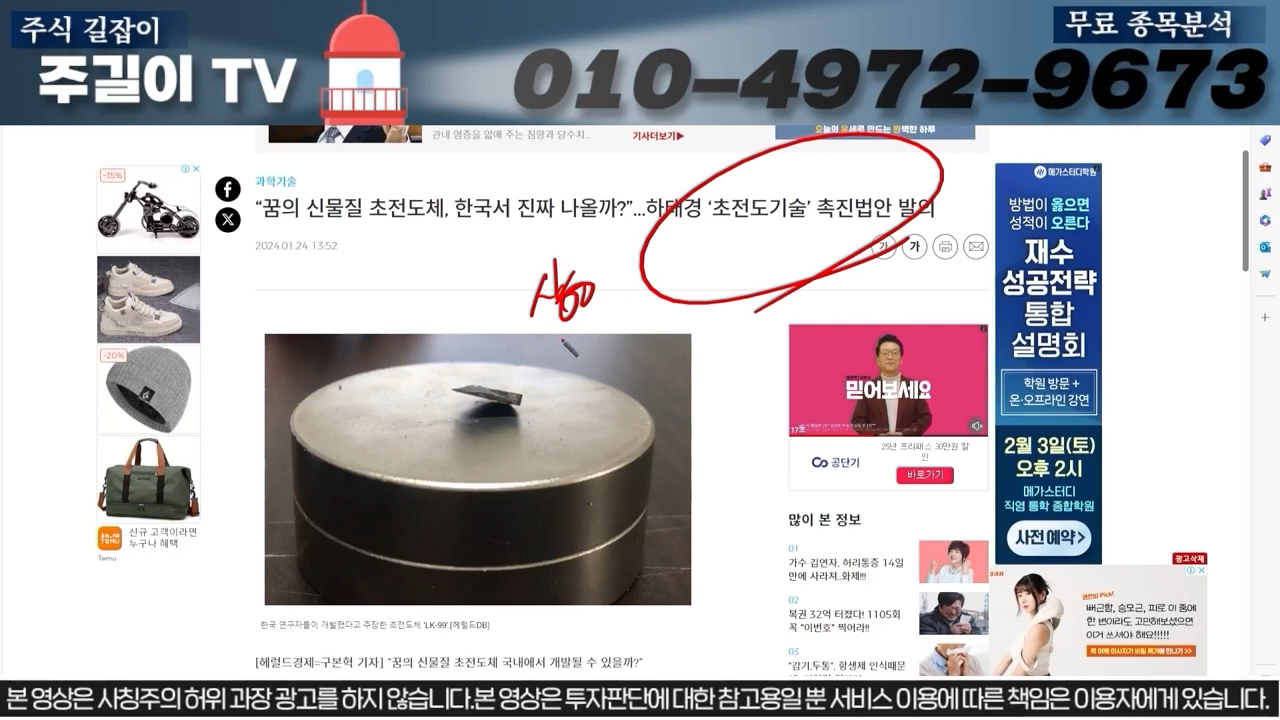 주식 길잡이
주길이 TV
무료 종목분석
010-4972-9673
관내 염증을 없애 주는 침향과 당수치..
기사더보기▶
오늘의 운세로 만드는 완벽한 하루
과학기술
“꿈의 신물질 초전도체, 한국서 진짜 나올까?”…하태경 ‘초전도기술’ 촉진법안 발의
2024.01.24 13:52
가
가
-15%
-20%
신규 고객이라면
누구나 혜택
TEMU
Temu
한국 연구자들이 개발했다고 주장한 초전도체 ‘LK-99’.[헤럴드DB]
[헤럴드경제=구본혁 기자] “꿈의 신물질 초전도체 국내에서 개발될 수 있을까?”
믿어보세요
17초
공단기
25년 프리패스 30만원 할
인
바로가기
많이 본 정보
01
가수 김연자, 허리통증 14일
만에 사라져..화제!!!
02
복권 32억 터졌다! 1105회
꼭 "이번호" 찍어라!!
03
"감기,두통", 항생제 인식때문
메가스터디학원
방법이 옳으면
성적이 오른다
재수
성공전략
통합
설명회
학원 방문 +
온·오프라인 강연
2월 3일(토)
오후 2시
메가스터디
직영 통학 종합학원
사전 예약>
광고삭제
뻐근함, 승모근, 피로 이 중에
한 번이라도 고민해보셨으면
이거 쓰셔야 해요!!!!!
본 영상은 사칭주의 허위 과장 광고를 하지 않습니다.본 영상은 투자판단에 대한 참고용일 뿐 서비스 이용에 따른 책임은 이용자에게 있습니다.